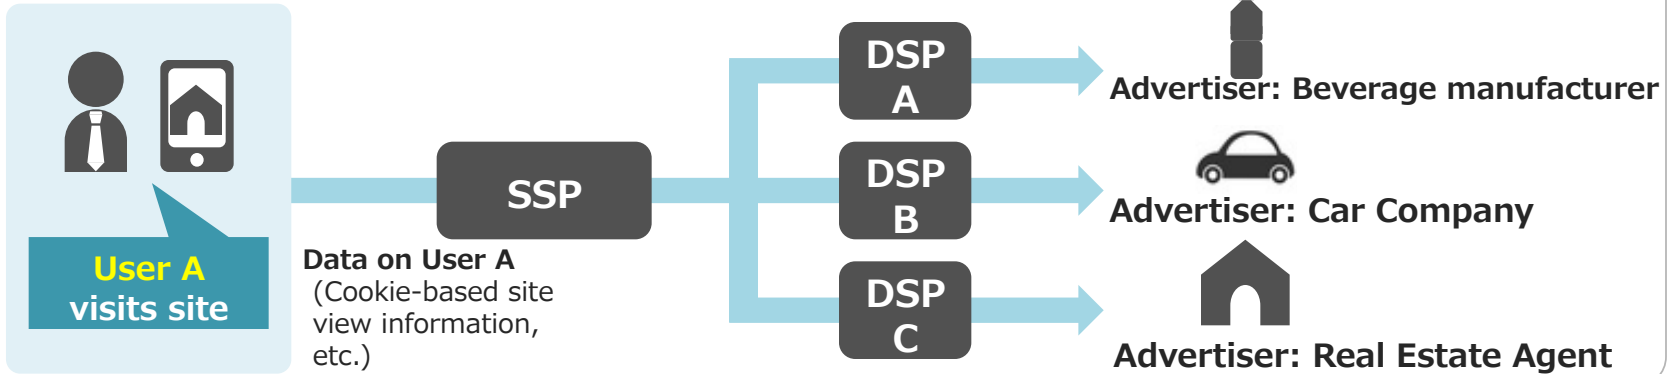 User A
visits site
Data on User A
(Cookie-based site
view information,
etc.)
SSP
DSP
A
DSP
B
DSP
C
Advertiser: Beverage manufacturer
Advertiser: Car Company
Advertiser: Real Estate Agent